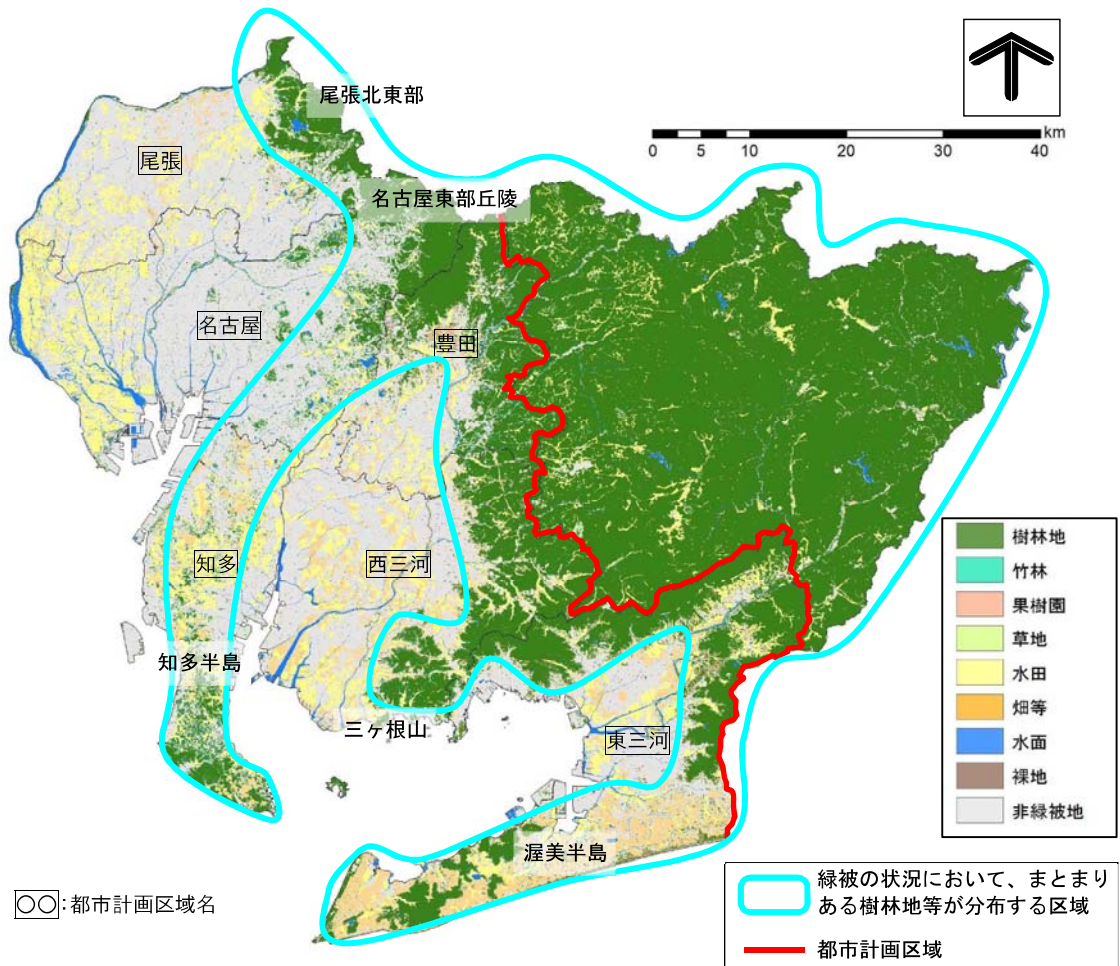 尾張北東部
km
0 5 10 20 30 40
尾張
名古屋東部丘陵
名古屋
豊田
知多
西三河
知多半島
三ヶ根山
東三河
渥美半島
樹林地
竹林
果樹園
草地
水田
畑等
水面
裸地
非緑被地
○○:都市計画区域名
緑被の状況において、まとまり
ある樹林地等が分布する区域
都市計画区域